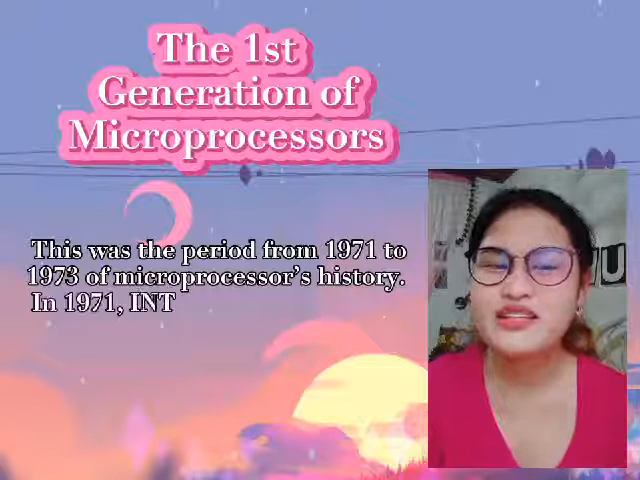 The 1st
Generation of
Microprocessors
This was the period from 1971 to
1973 of microprocessor's history.
In 1971, INT
WU